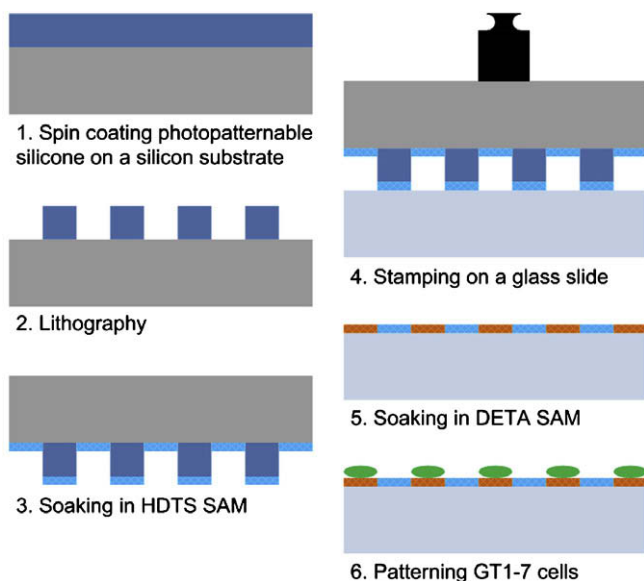 1. Spin coating photopatternable
silicone on a silicon substrate
2. Lithography
3. Soaking in HDTS SAM
4. Stamping on a glass slide
5. Soaking in DETA SAM
6. Patterning GT1-7 cells